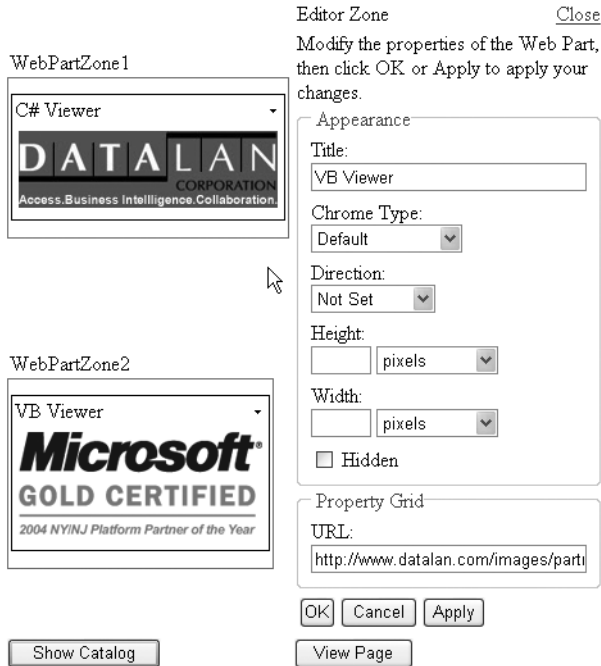 WebPartZone1
C# Viewer
DATALAN
CORPORATION
Access.Business Intellligence.Collaboration.
WebPartZone2
VB Viewer
Microsoft®
GOLD CERTIFIED
2004 NY/NJ Platform Partner of the Year
Show Catalog
Editor Zone Close
Modify the properties of the Web Part,
then click OK or Apply to apply your
changes.
Appearance
Title:
VB Viewer
Chrome Type:
Default
Direction:
Not Set
Height:
pixels
Width:
pixels
Hidden
Property Grid
URL:
http://www.datalan.com/images/part
OK Cancel Apply
View Page